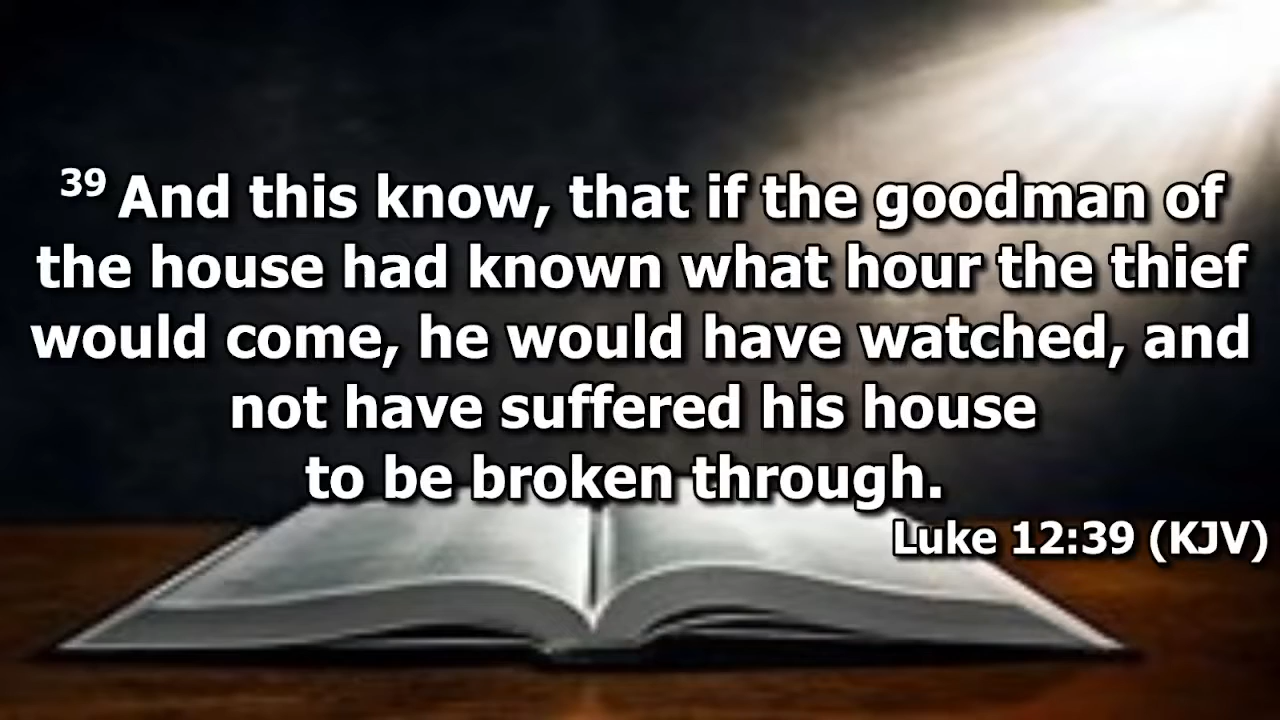 39 And this know, that if the goodman of
the house had known what hour the thief
would come, he would have watched, and
not have suffered his house
to be broken through.
Luke 12:39 (KJV)